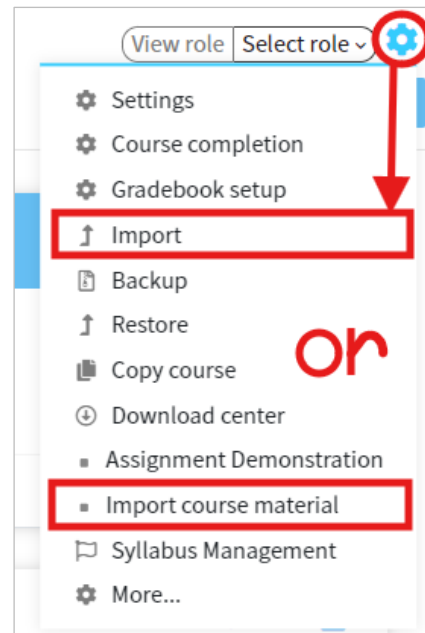 View role Select role
Settings
Course completion
Gradebook setup
Import
Backup
Restore
or
Copy course
Download center
Assignment Demonstration
Import course material
Syllabus Management
More...